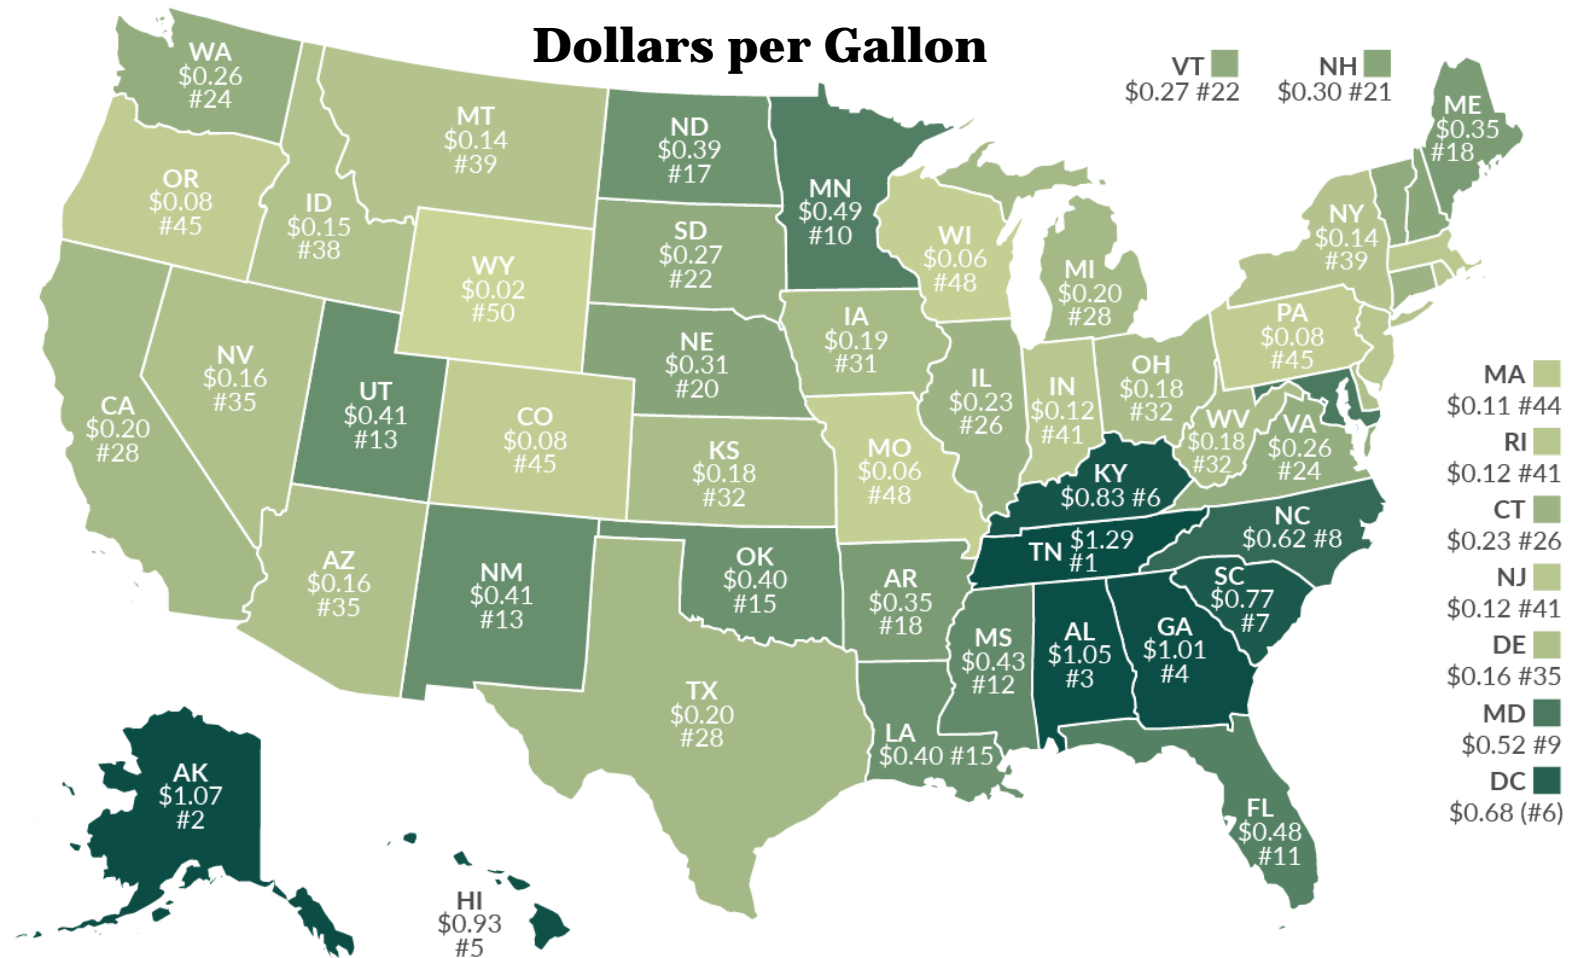 Dollars per Gallon
WA
$0.26
#24
MT
$0.14
#39
ND
$0.39
#17
MN
$0.49
#10
VT
$0.27 #22
NH
$0.30 #21
ME
$0.35
#18
OR
$0.08
#45
ID
$0.15
#38
WY
$0.02
#50
SD
$0.27
#22
WI
$0.06
#48
MI
$0.20
#28
NY
$0.14
#39
NV
$0.16
#35
UT
$0.41
#13
CA
$0.20
#28
CO
$0.08
#45
NE
$0.31
#20
IA
$0.19
#31
IL
$0.23
#26
IN
$0.12
#41
OH
$0.18
#32
PA
$0.08
#45
WV
$0.18
#32
VA
$0.26
#24
KS
$0.18
#32
MO
$0.06
#48
KY
$0.83 #6
MA
$0.11 #44
RI
$0.12 #41
CT
$0.23 #26
NJ
$0.12 #41
DE
$0.16 #35
MD
$0.52 #9
DC
$0.68 (#6)
AZ
$0.16
#35
NM
$0.41
#13
OK
$0.40
#15
AR
$0.35
#18
TN $1.29
#1
NC
$0.62 #8
SC
$0.77
#7
MS
$0.43
#12
AL
$1.05
#3
GA
$1.01
#4
TX
$0.20
#28
LA
$0.40 #15
FL
$0.48
#11
AK
$1.07
#2
HI
$0.93
#5